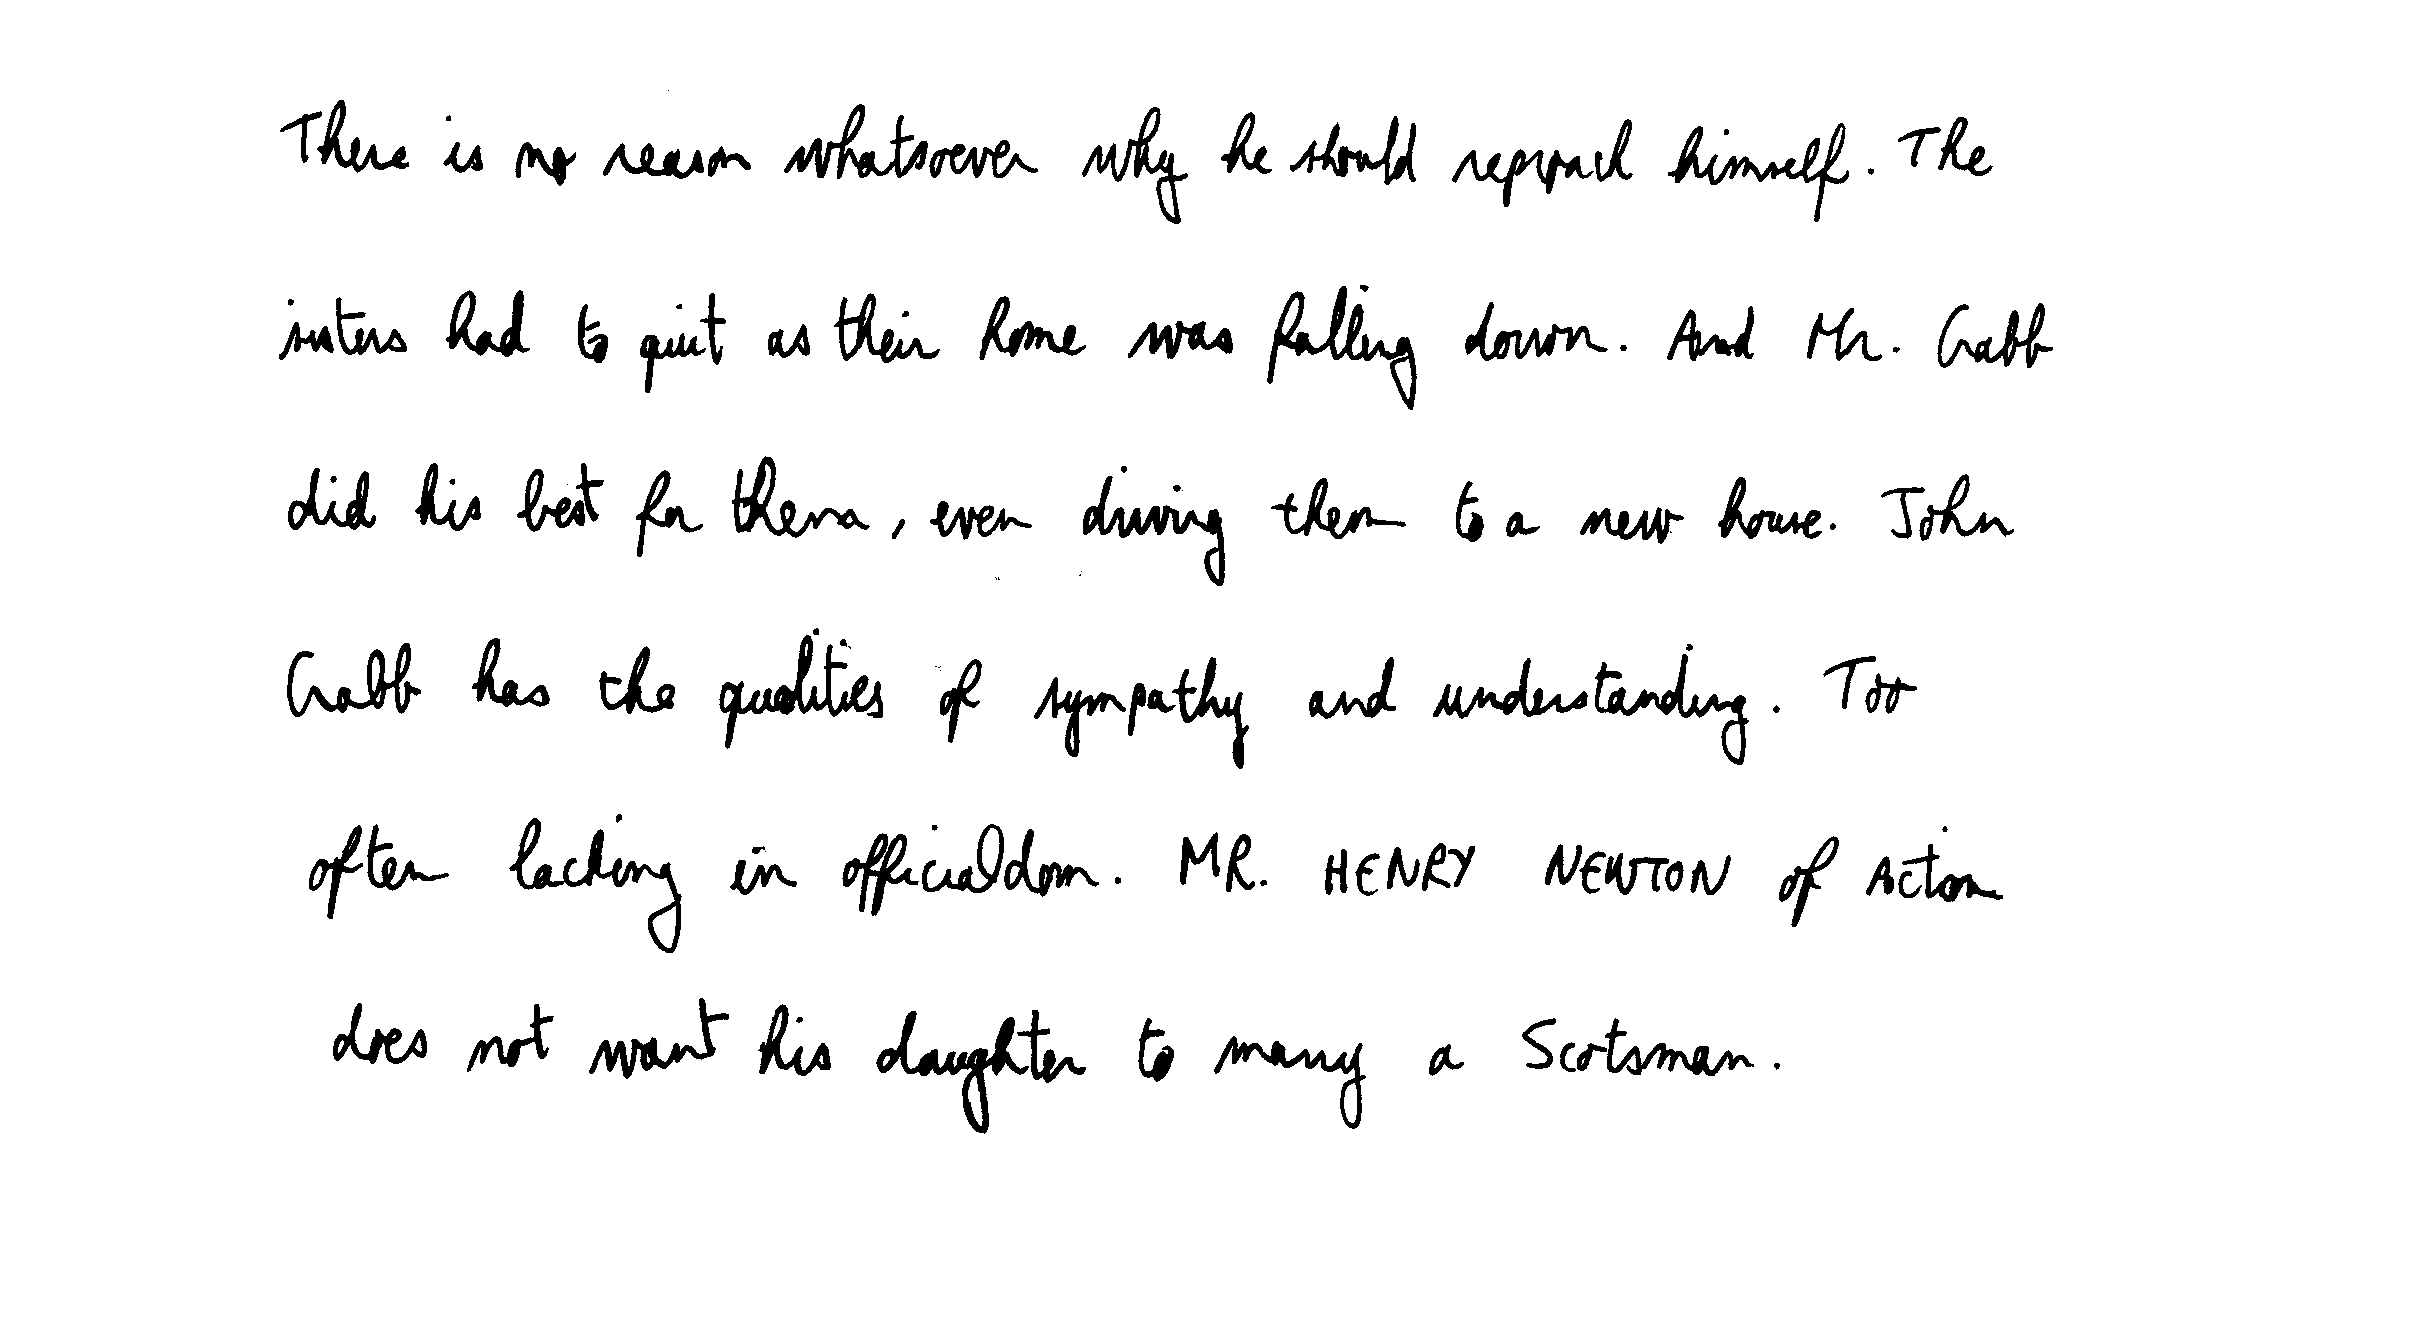 There is no reason whatsoever why he should reproach himself. The
sisters had to quit as their home was falling down. And Mr. Crabb
did his best for them, even driving them to a new house. John
Crabb has the qualities of sympathy and understanding. Too
often lacking in officialdom. MR. HENRY NEWTON of Acton
does not want his daughter to marry a Scotsman.